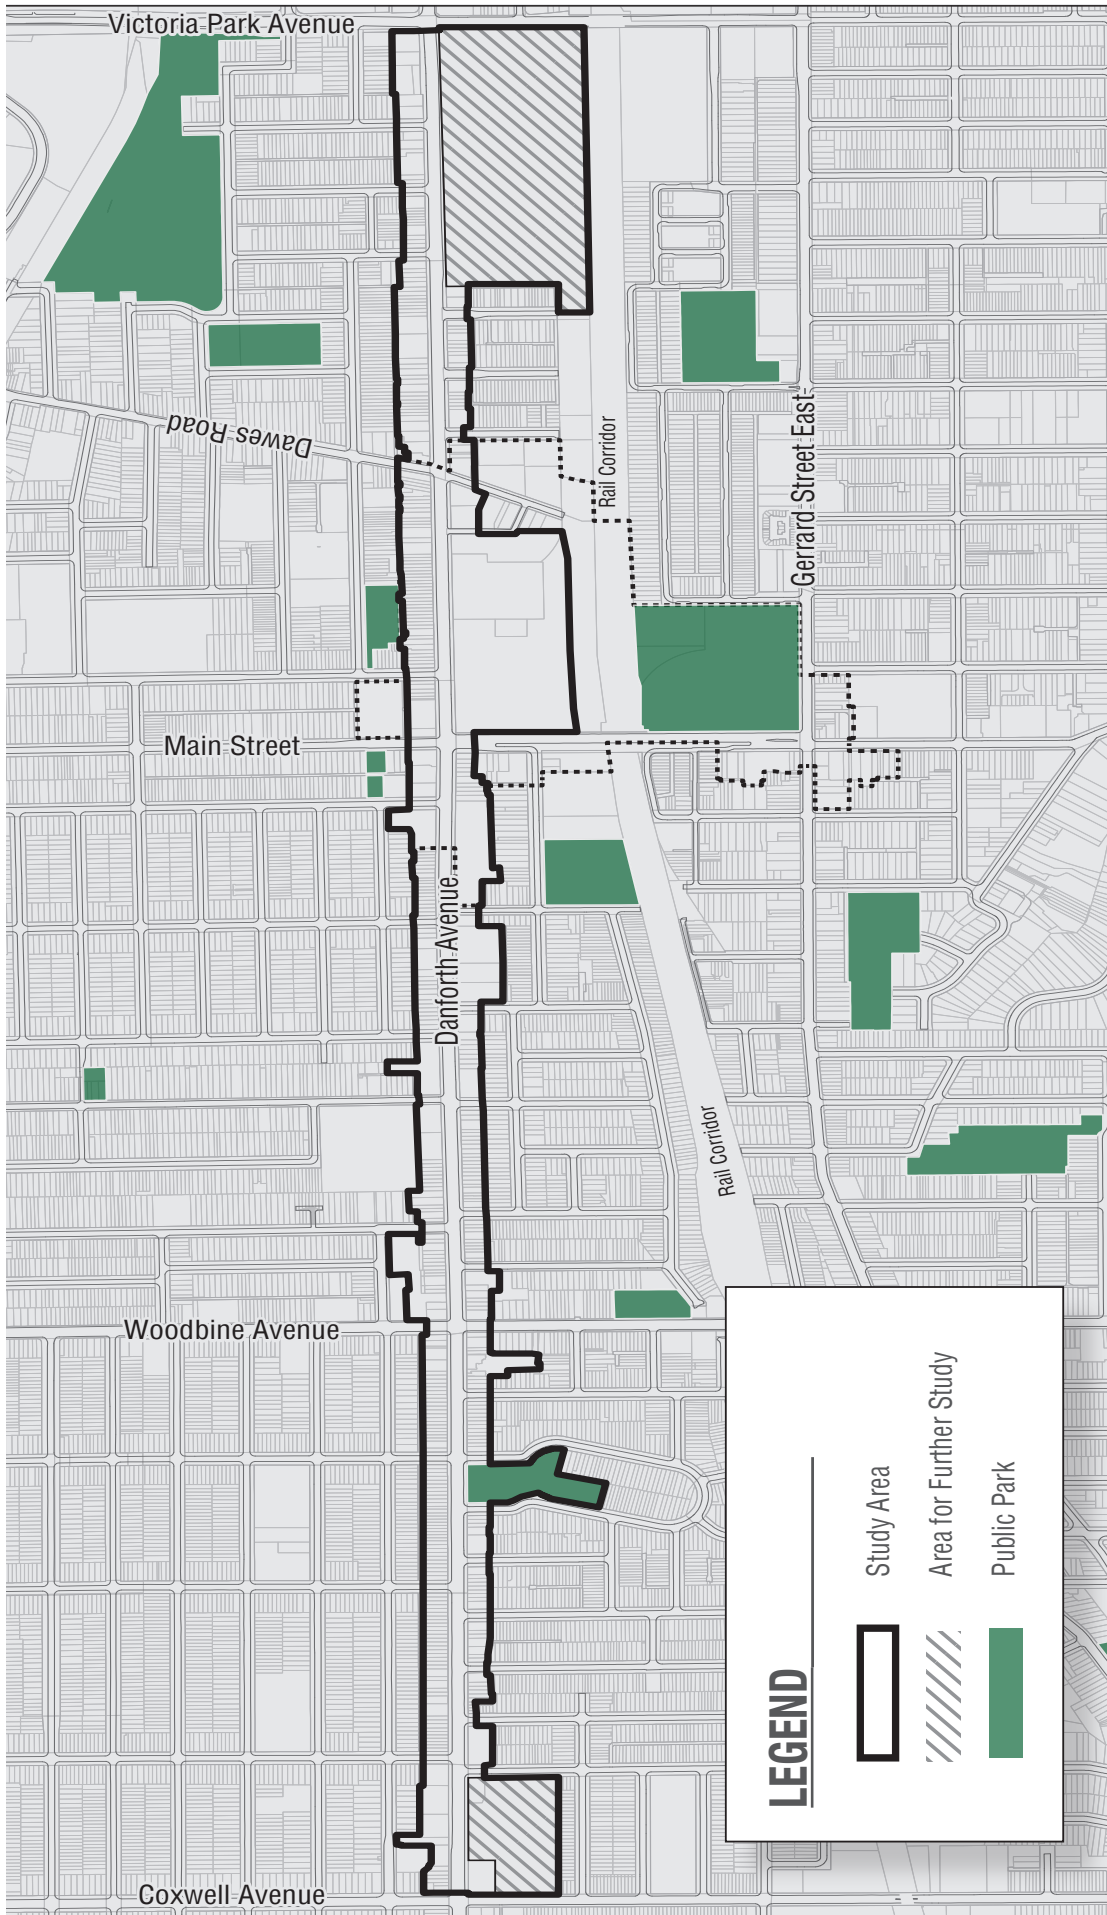 Victoria Park Avenue
Dawes Road
Rail Corridor
Gerrard Street East
Main Street
Danforth Avenue
Rail Corridor
Woodbine Avenue
Coxwell Avenue
LEGEND
Study Area
Area for Further Study
Public Park